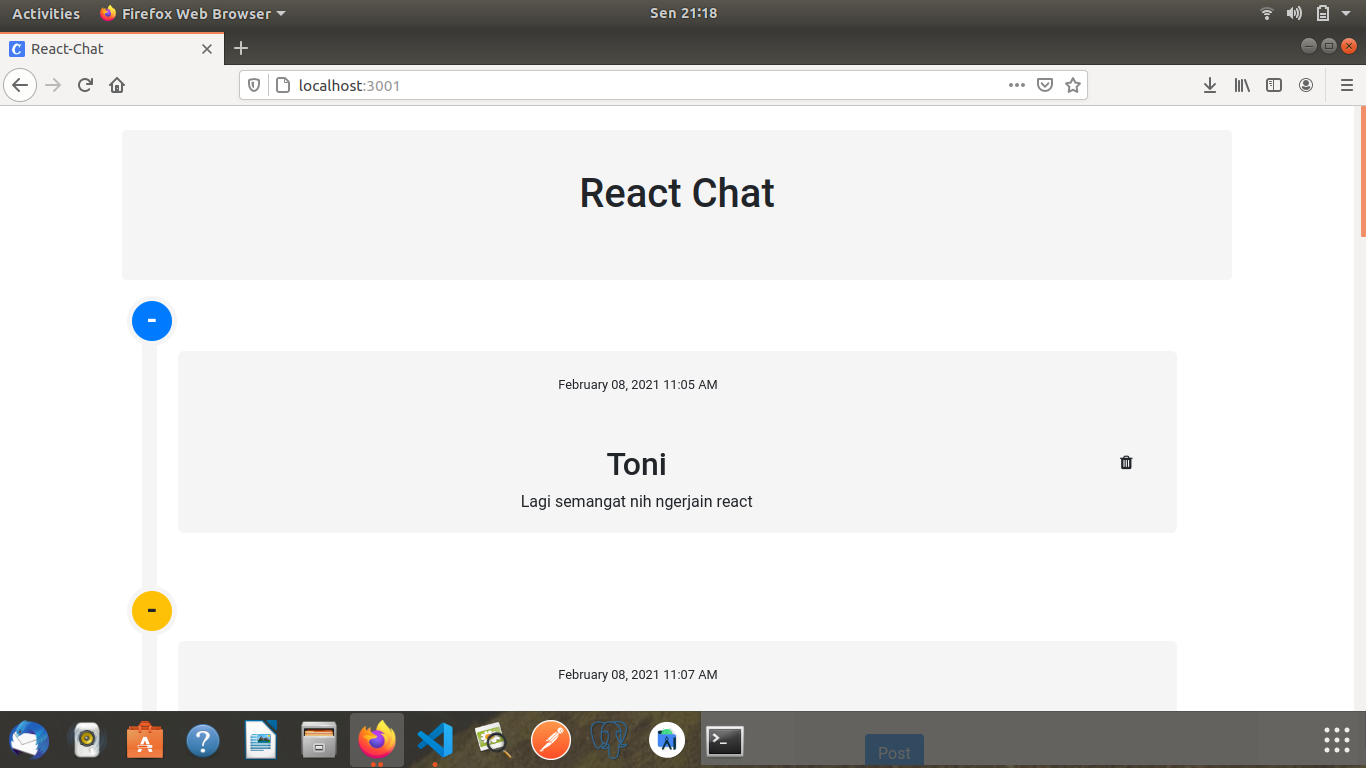 Activities Firefox Web Browser Sen 21:18
React-Chat
localhost:3001
React Chat
-
February 08, 2021 11:05 AM
Toni
Lagi semangat nih ngerjain react
-
February 08, 2021 11:07 AM
Post